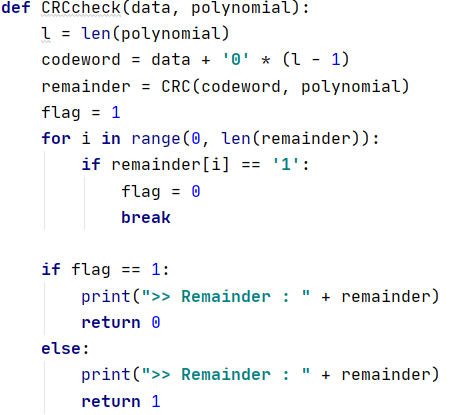 def CRCcheck(data, polynomial):
    l = len(polynomial)
    codeword = data + '0' * (l - 1)
    remainder = CRC(codeword, polynomial)
    flag = 1
    for i in range(0, len(remainder)):
        if remainder[i] == '1':
            flag = 0
            break
    if flag == 1:
        print(">> Remainder : " + remainder)
        return 0
    else:
        print(">> Remainder : " + remainder)
        return 1